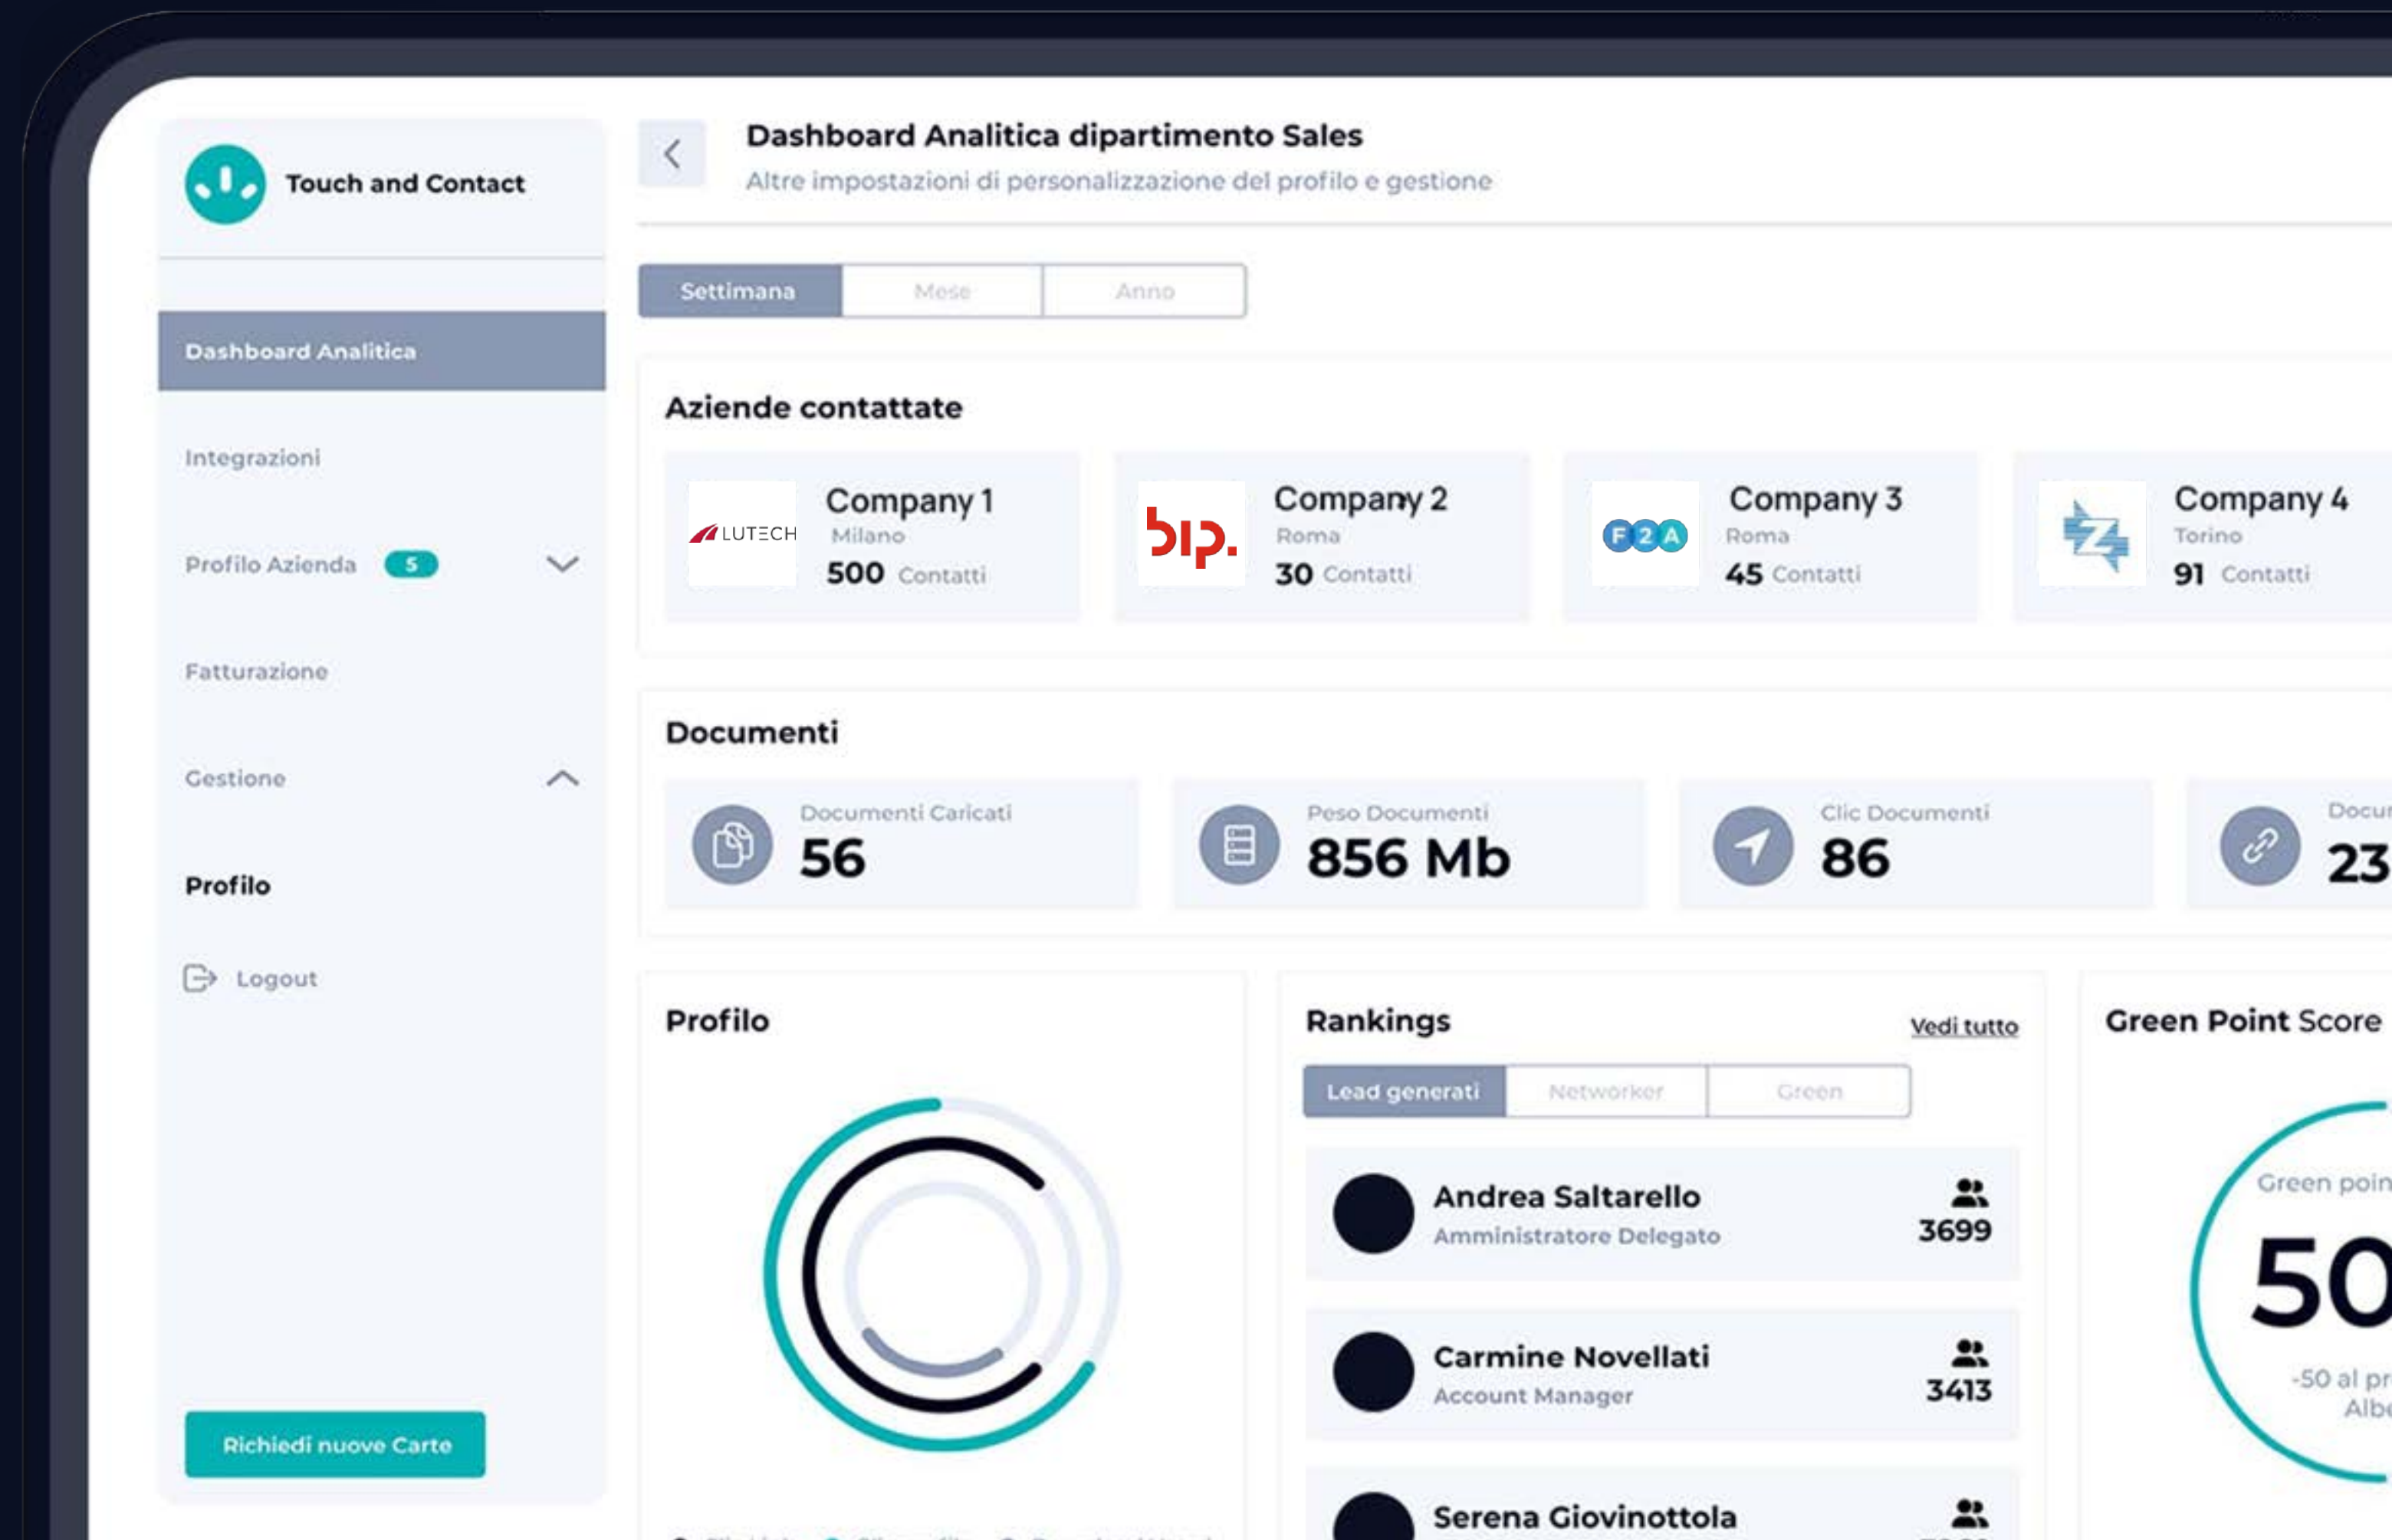 Touch and Contact
Dashboard Analitica
Integrazioni
Profilo Azienda 5
Fatturazione
Gestione
Profilo
Logout
Richiedi nuove Carte
Dashboard Analitica dipartimento Sales
Altre impostazioni di personalizzazione del profilo e gestione
Settimana Mese Anno
Aziende contattate
LUTECH
Company 1
Milano
500 Contatti
bip.
Company 2
Roma
30 Contatti
F2A
Company 3
Roma
45 Contatti
Z
Company 4
Torino
91 Contatti
Documenti
Documenti Caricati
56
Peso Documenti
856 Mb
Clic Documenti
86
23
Profilo
Rankings
Vedi tutto
Lead generati Networker Green
Andrea Saltarello
Amministratore Delegato
3699
Carmine Novellati
Account Manager
3413
Serena Giovinottola
Green Point Score
Green
50
-50 al